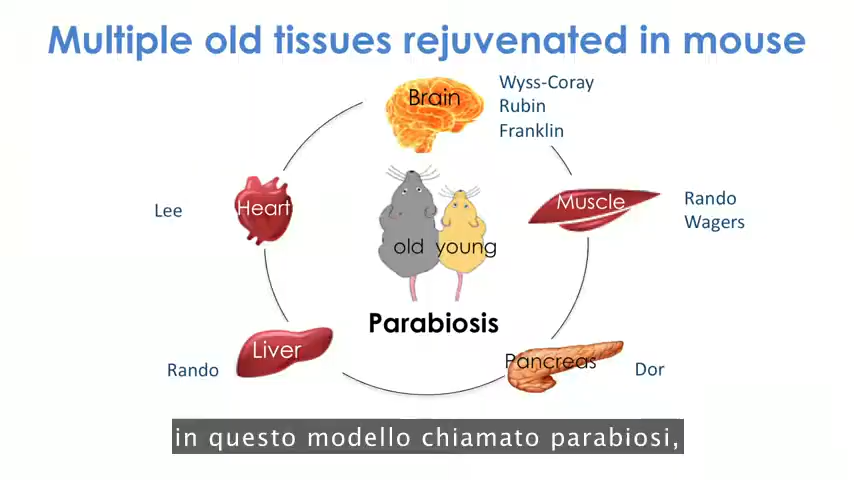 Multiple old tissues rejuvenated in mouse
Brain
Wyss-Coray
Rubin
Franklin
Lee
Heart
Muscle
Rando
Wagers
old young
Parabiosis
Liver
Rando
Pancreas
Dor
in questo modello chiamato parabiosi,